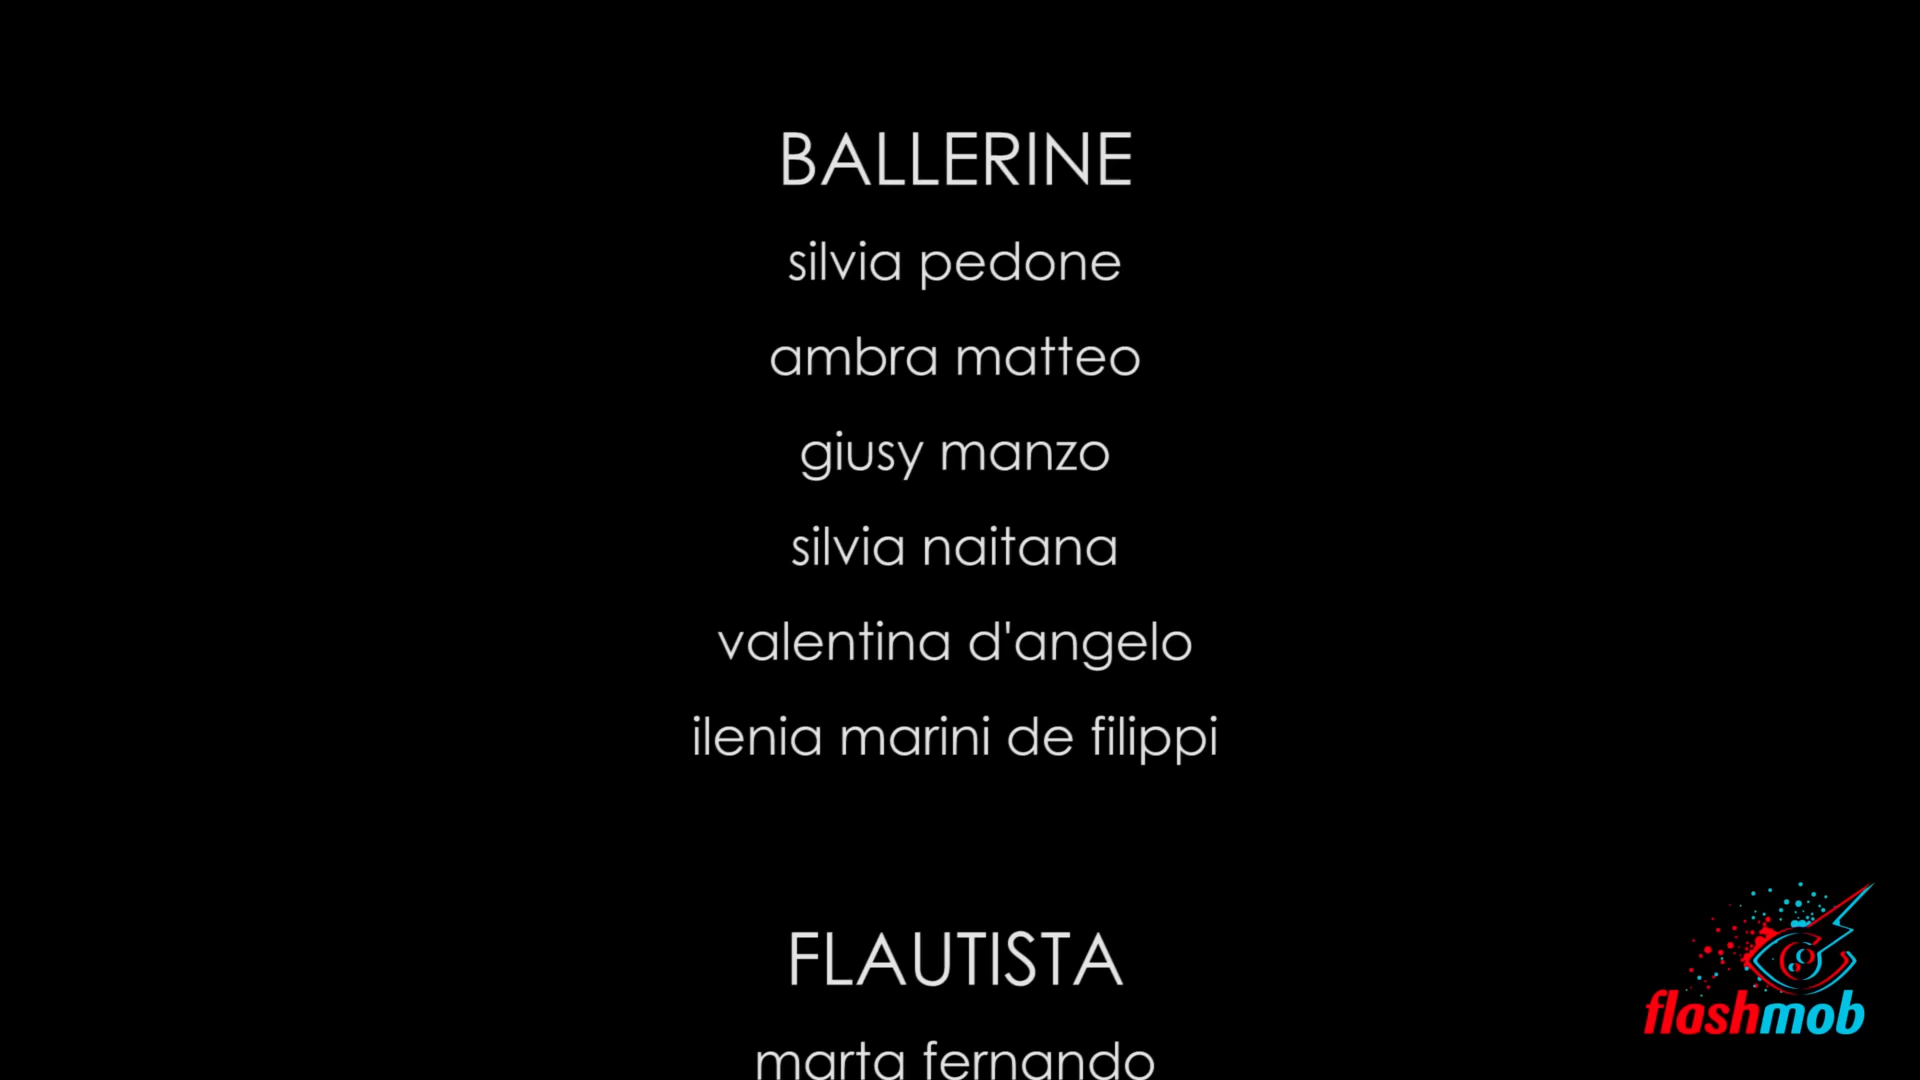 BALLERINE
silvia pedone
ambra matteo
giusy manzo
silvia naitana
valentina d'angelo
ilenia marini de filippi
FLAUTISTA
marta fernando
flashmob